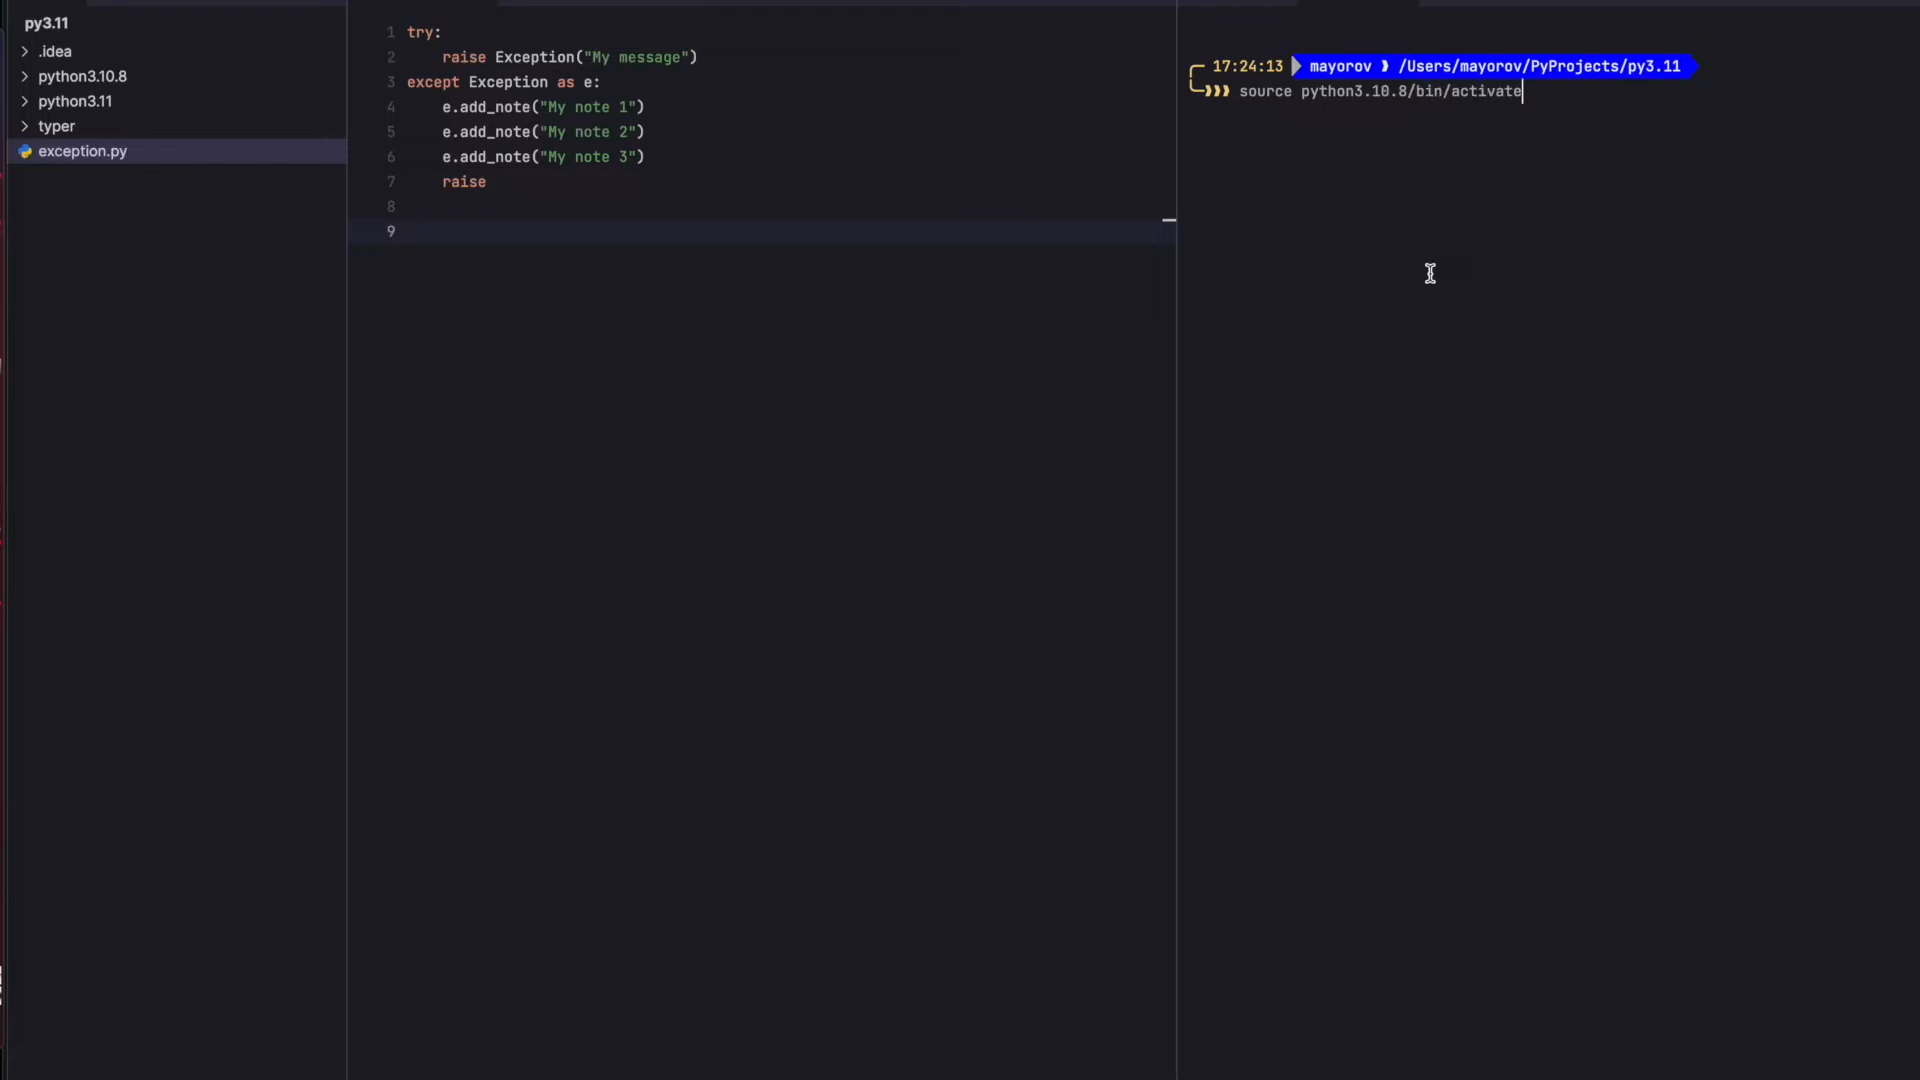 py3.11
.idea
python3.10.8
python3.11
typer
exception.py
1 try:
2 raise Exception("My message")
3 except Exception as e:
4 e.add_note("My note 1")
5 e.add_note("My note 2")
6 e.add_note("My note 3")
7 raise
8
9
17:24:13 mayorov ❩ /Users/mayorov/PyProjects/py3.11
❩❩❩ source python3.10.8/bin/activate